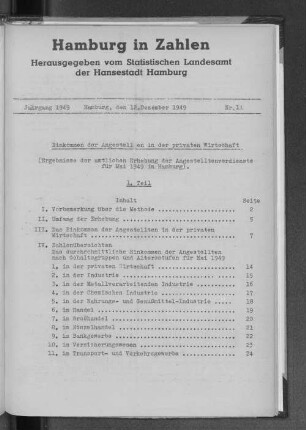 Hamburg in Zahlen
Herausgegeben vom Statistischen Landesamt
der Hansestadt Hamburg
Jahrgang 1949 Hamburg, den 12.Dezember 1949 Nr.11
Einkommen der Angestellten in der privaten Wirtschaft
(Ergebnisse der amtlichen Erhebung der Angestelltenverdienste
für Mai 1949 in Hamburg).
1. Teil
Inhalt Seite
I. Vorbemerkung über die Methode 2
II. Umfang der Erhebung 5
III. Das Einkommen der Angestellten in der privaten
Wirtschaft 7
IV. Zahlenübersichten
Das durchschnittliche Einkommen der Angestellten
nach Gehaltsgruppen und Altersstufen für Mai 1949
1. in der privaten Wirtschaft 14
2. in der Industrie 15
3. in der Metallverarbeitenden Industrie 16
4. in der Chemischen Industrie 17
5. in der Nahrungs- und Genußmittel-Industrie 18
6. im Handel 19
7. im Großhandel 20
8. im Einzelhandel 21
9. im Bankgewerbe 22
10. im Versicherungswesen 23
11. im Transport- und Verkehrsgewerbe 24